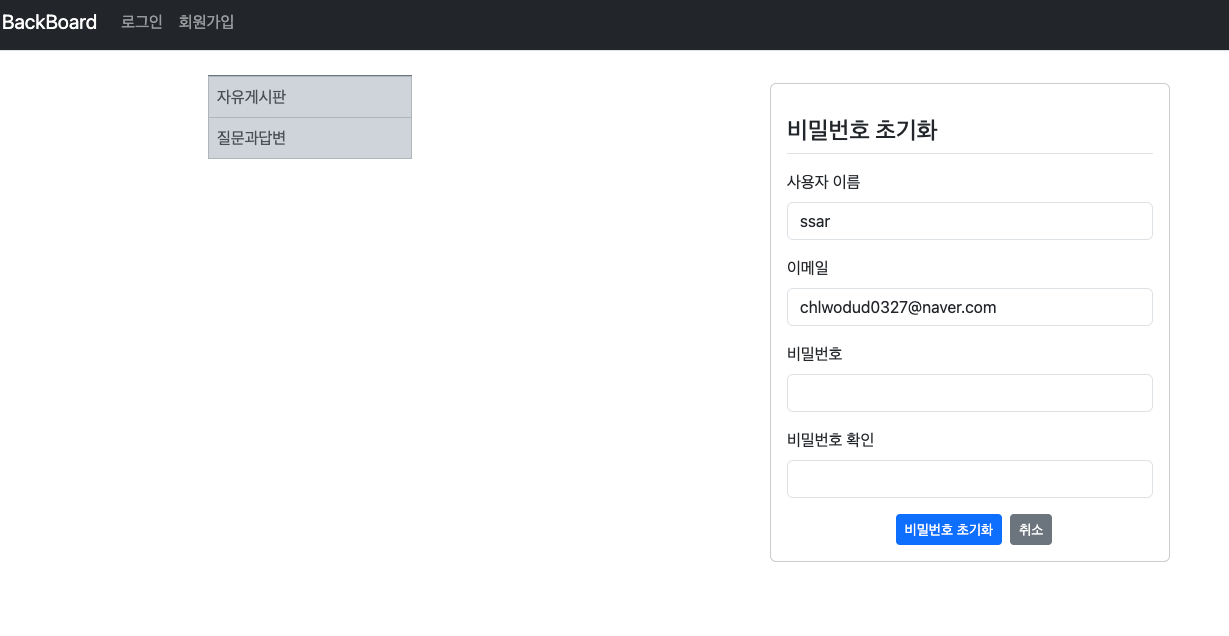 BackBoard 로그인 회원가입
자유게시판
질문과답변
비밀번호 초기화
사용자 이름
ssar
이메일
chlwodud0327@naver.com
비밀번호
비밀번호 확인
비밀번호 초기화 취소